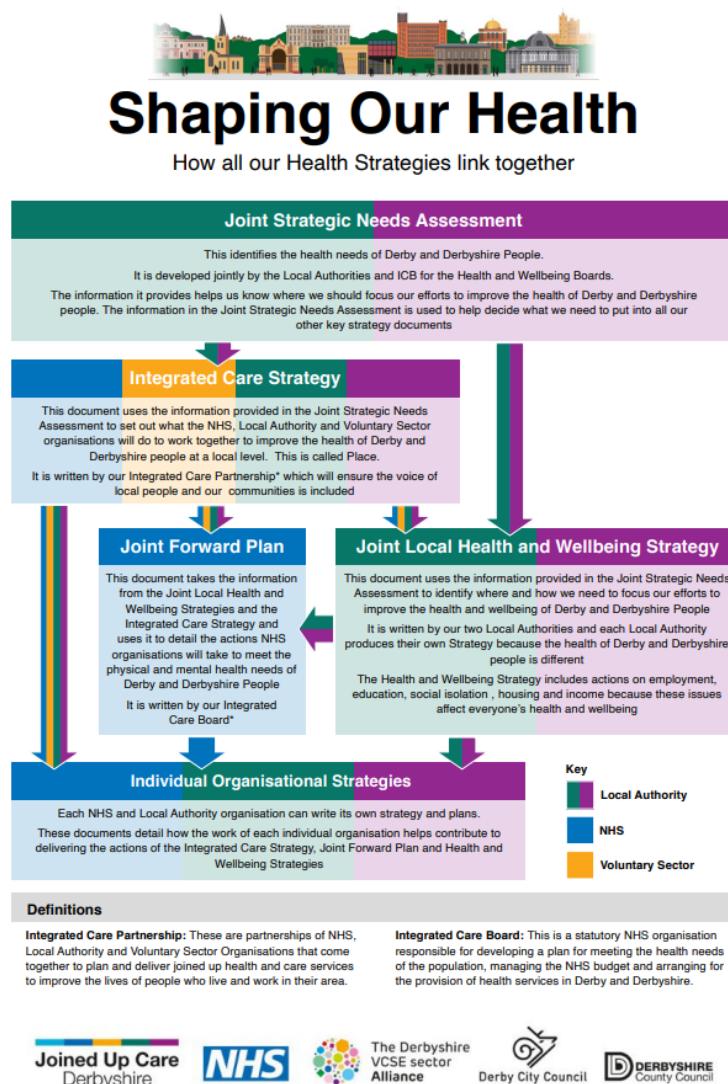 Shaping Our Health
How all our Health Strategies link together
Joint Strategic Needs Assessment
This identifies the health needs of Derby and Derbyshire People.
It is developed jointly by the Local Authorities and ICB for the Health and Wellbeing Boards.
The information it provides helps us know where we should focus our efforts to improve the health of Derby and Derbyshire
people. The information in the Joint Strategic Needs Assessment is used to help decide what we need to put into all our
other key strategy documents
Integrated Care Strategy
This document uses the information provided in the Joint Strategic Needs
Assessment to set out what the NHS, Local Authority and Voluntary Sector
organisations will do to work together to improve the health of Derby and
Derbyshire people at a local level. This is called Place.
It is written by our Integrated Care Partnership* which will ensure the voice of
local people and our communities is included
Joint Forward Plan
This document takes the information
from the Joint Local Health and
Wellbeing Strategies and the
Integrated Care Strategy and
uses it to detail the actions NHS
organisations will take to meet the
physical and mental health needs of
Derby and Derbyshire People
It is written by our Integrated
Care Board*
Joint Local Health and Wellbeing Strategy
This document uses the information provided in the Joint Strategic Needs
Assessment to identify where and how we need to focus our efforts to
improve the health and wellbeing of Derby and Derbyshire People
It is written by our two Local Authorities and each Local Authority
produces their own Strategy because the health of Derby and Derbyshire
people is different
The Health and Wellbeing Strategy includes actions on employment,
education, social isolation , housing and income because these issues
affect everyone's health and wellbeing
Individual Organisational Strategies
Each NHS and Local Authority organisation can write its own strategy and plans.
These documents detail how the work of each individual organisation helps contribute to
delivering the actions of the Integrated Care Strategy, Joint Forward Plan and Health and
Wellbeing Strategies
Key
Local Authority
NHS
Voluntary Sector
Definitions
Integrated Care Partnership: These are partnerships of NHS,
Local Authority and Voluntary Sector Organisations that come
together to plan and deliver joined up health and care services
to improve the lives of people who live and work in their area.
Integrated Care Board: This is a statutory NHS organisation
responsible for developing a plan for meeting the health needs
of the population, managing the NHS budget and arranging for
the provision of health services in Derby and Derbyshire.
Joined Up Care
Derbyshire
NHS
The Derbyshire
VCSE sector
Alliance
Derby City Council
DERBYSHIRE
County Council